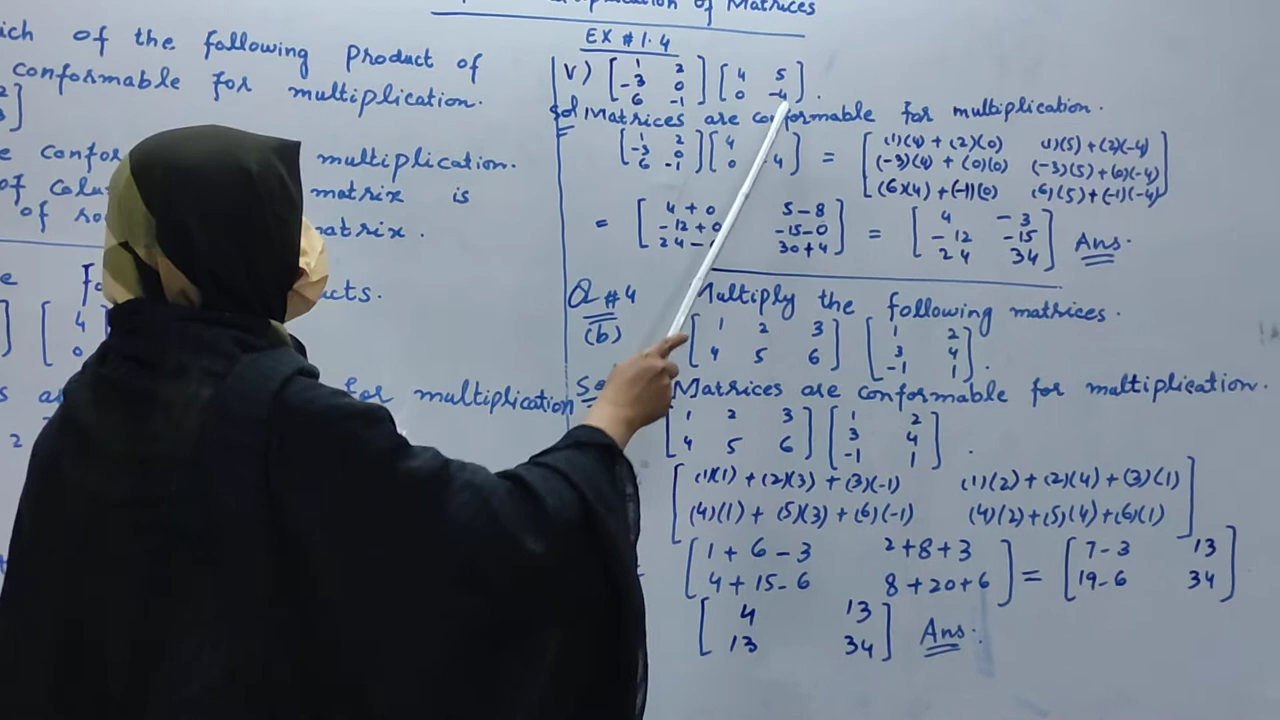 of Matrices
ich of the following Product of
conformable for multiplication.
2
3 ]
multiplication.
of matrix is
of matrix.
ducts.
] [ 4
0
for multiplication
2
EX # 1.4
V) [ 1 2 ] [ 4 5 ]
-3 0 0 -4
6 -1
Sol Matrices are conformable for multiplication.
[ 1 2 ] [ 4 ]
-3 0 0 4
6 -1
= [ (1)(4) + (2)(0) (1)(5) + (2)(-4) ]
(-3)(4) + (0)(0) (-3)(5) + (0)(-4)
(6)(4) + (-1)(0) (6)(5) + (-1)(-4)
= [ 4 + 0 5 - 8 ] = [ 4 -3 ]
-12 + 0 -15 - 0 -12 -15 Ans.
24 - 30 + 4 24 34
Q #4 Multiply the following matrices.
(b) [ 1 2 3 ] [ 1 2 ]
4 5 6 3 4
-1 1 .
Matrices are conformable for multiplication.
[ 1 2 3 ] [ 1 2 ]
4 5 6 3 4
-1 1 .
[ (1)(1) + (2)(3) + (3)(-1) (1)(2) + (2)(4) + (3)(1) ]
(4)(1) + (5)(3) + (6)(-1) (4)(2) + (5)(4) + (6)(1)
[ 1 + 6 - 3 2 + 8 + 3 ] = [ 7 - 3 13 ]
4 + 15 - 6 8 + 20 + 6 19 - 6 34
[ 4 13 ]
13 34 Ans.